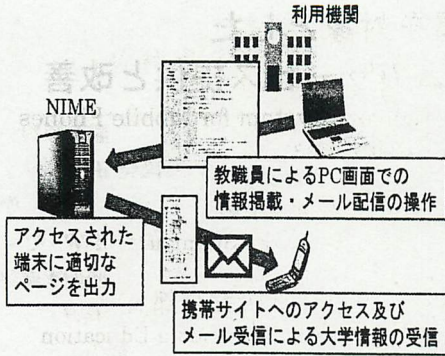 利用機関
NIME
教職員によるPC画面での
情報掲載・メール配信の操作
アクセスされた
端末に適切な
ページを出力
携帯サイトへのアクセス及び
メール受信による大学情報の受信